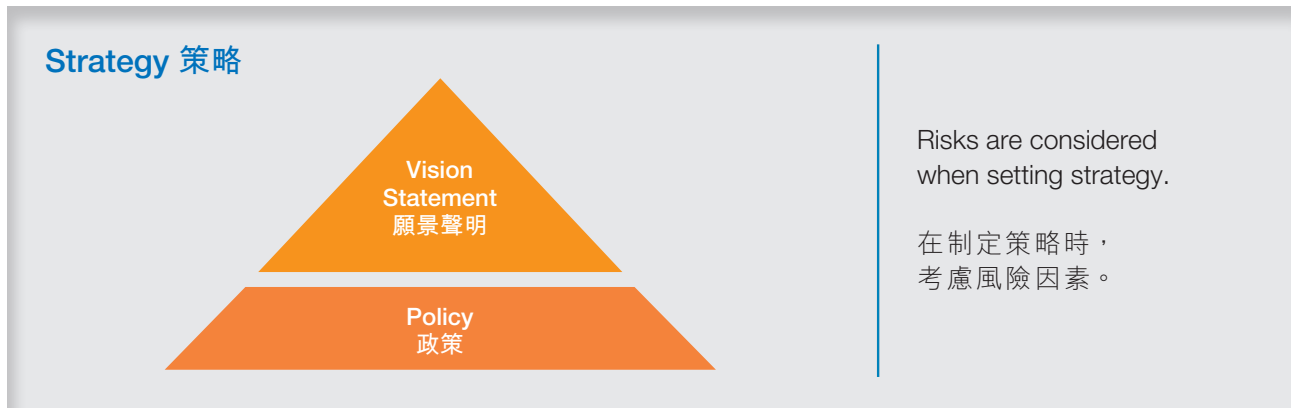 Strategy 策略
Vision
Statement
願景聲明
Policy
政策
Risks are considered
when setting strategy.
在制定策略時，
考慮風險因素。